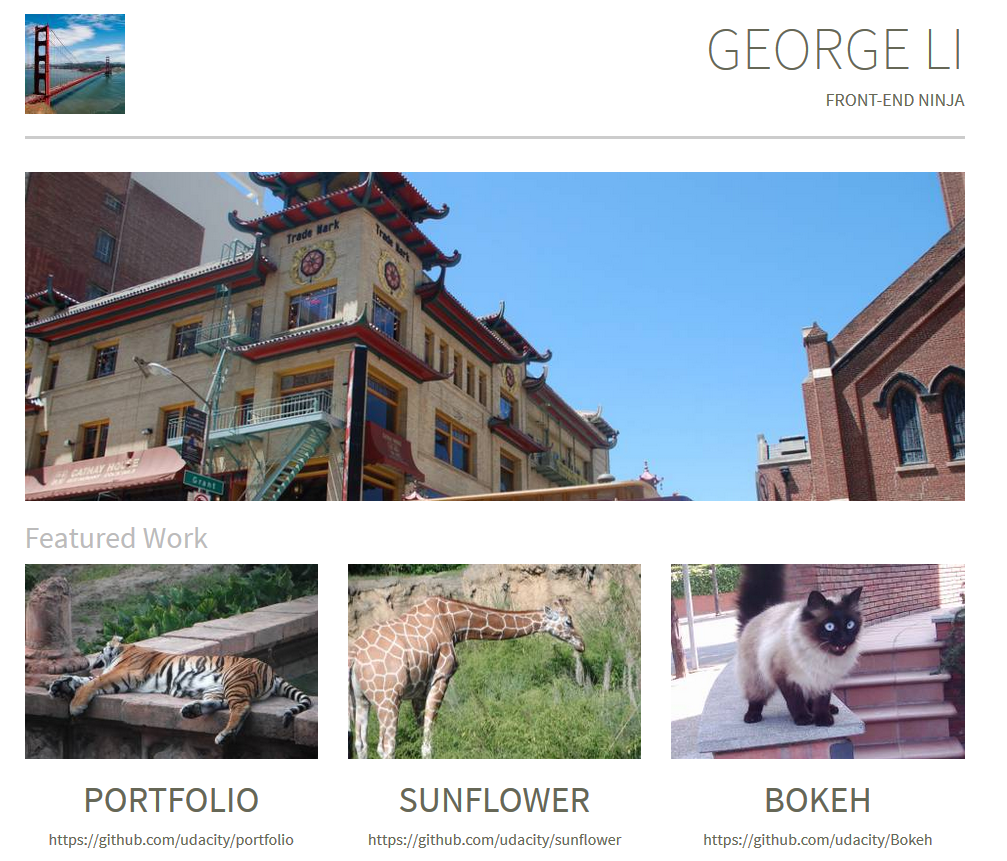 GEORGE LI
FRONT-END NINJA
Trade Mark
Trade Mark
CATHAY HOUSE
Grant
Featured Work
PORTFOLIO
SUNFLOWER
BOKEH
https://github.com/udacity/portfolio
https://github.com/udacity/sunflower
https://github.com/udacity/Bokeh